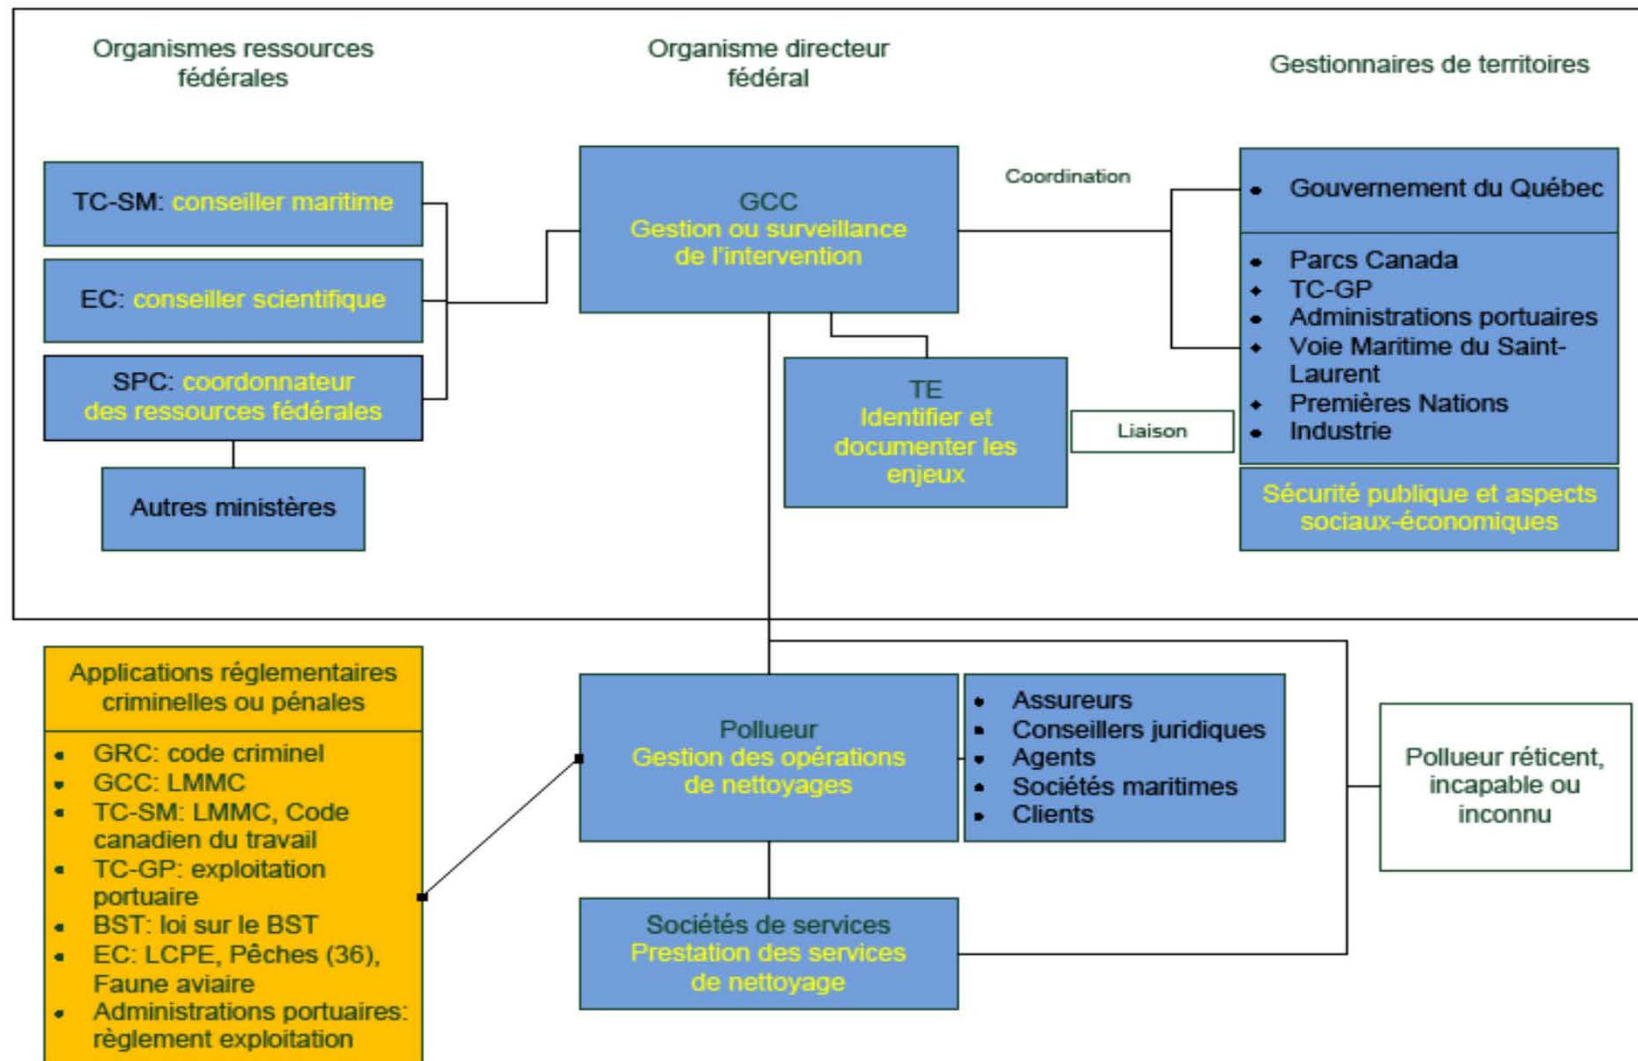 Organismes ressources
fédérales
Organisme directeur
fédéral
Gestionnaires de territoires
TC-SM: conseiller maritime
EC: conseiller scientifique
SPC: coordonnateur
des ressources fédérales
Autres ministères
GCC
Gestion ou surveillance
de l'intervention
Coordination
TE
Identifier et
documenter les
enjeux
Liaison
• Gouvernement du Québec
• Parcs Canada
• TC-GP
• Administrations portuaires
• Voie Maritime du Saint-
Laurent
• Premières Nations
• Industrie
Sécurité publique et aspects
sociaux-économiques
Applications réglementaires
criminelles ou pénales
• GRC: code criminel
• GCC: LMMC
• TC-SM: LMMC, Code
canadien du travail
• TC-GP: exploitation
portuaire
• BST: loi sur le BST
• EC: LCPE, Pêches (36),
Faune aviaire
• Administrations portuaires:
règlement exploitation
Pollueur
Gestion des opérations
de nettoyages
• Assureurs
• Conseillers juridiques
• Agents
• Sociétés maritimes
• Clients
Pollueur réticent,
incapable ou
inconnu
Sociétés de services
Prestation des services
de nettoyage